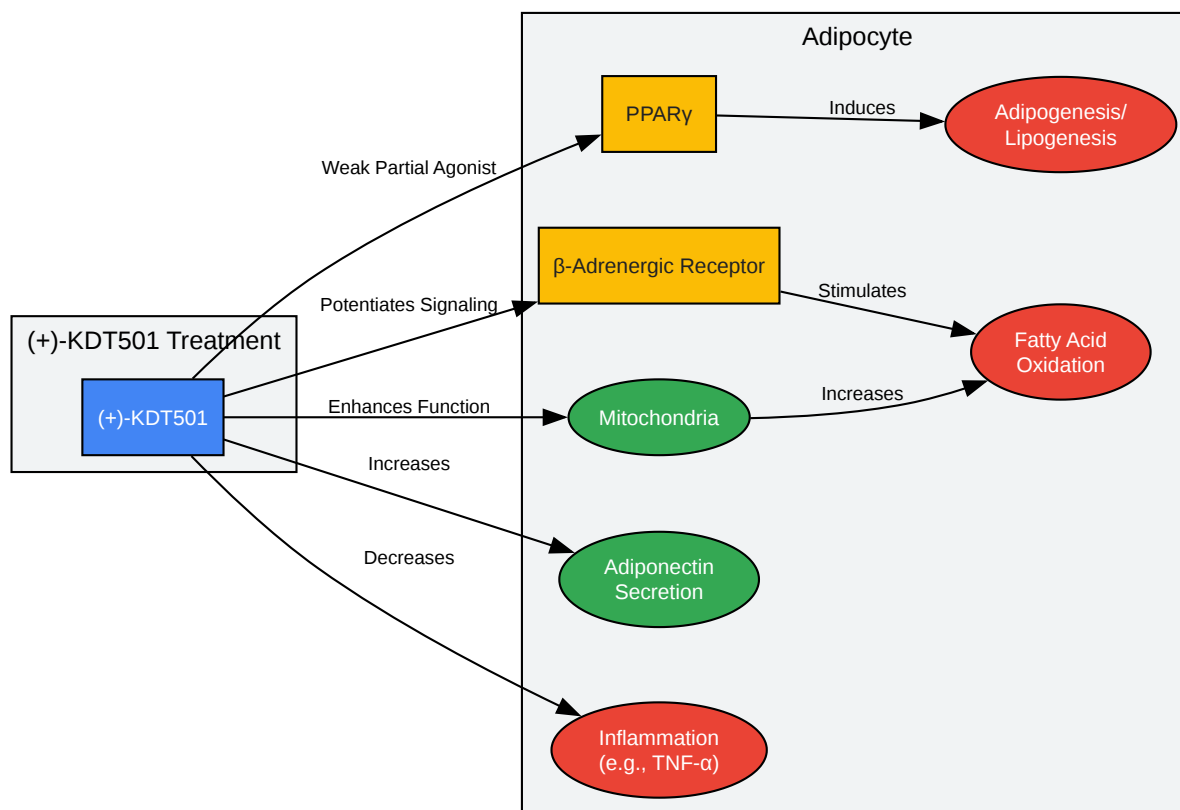 Adipocyte
PPARγ
Induces
Adipogenesis/
Lipogenesis
Weak Partial Agonist
β-Adrenergic Receptor
Stimulates
Potentiates Signaling
(+)-KDT501 Treatment
Fatty Acid
Oxidation
(+)-KDT501
Enhances Function
Mitochondria
Increases
Increases
Adiponectin
Secretion
Decreases
Inflammation
(e.g., TNF-α)